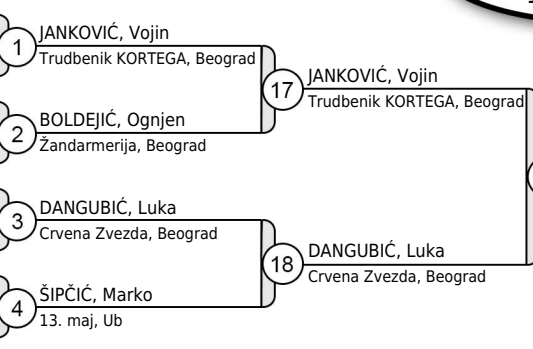 1
JANKOVIĆ, Vojin
Trudbenik KORTEGA, Beograd
2
BOLDEJIĆ, Ognjen
Žandarmerija, Beograd
17
JANKOVIĆ, Vojin
Trudbenik KORTEGA, Beograd
3
DANGUBIĆ, Luka
Crvena Zvezda, Beograd
4
ŠIPČIĆ, Marko
13. maj, Ub
18
DANGUBIĆ, Luka
Crvena Zvezda, Beograd